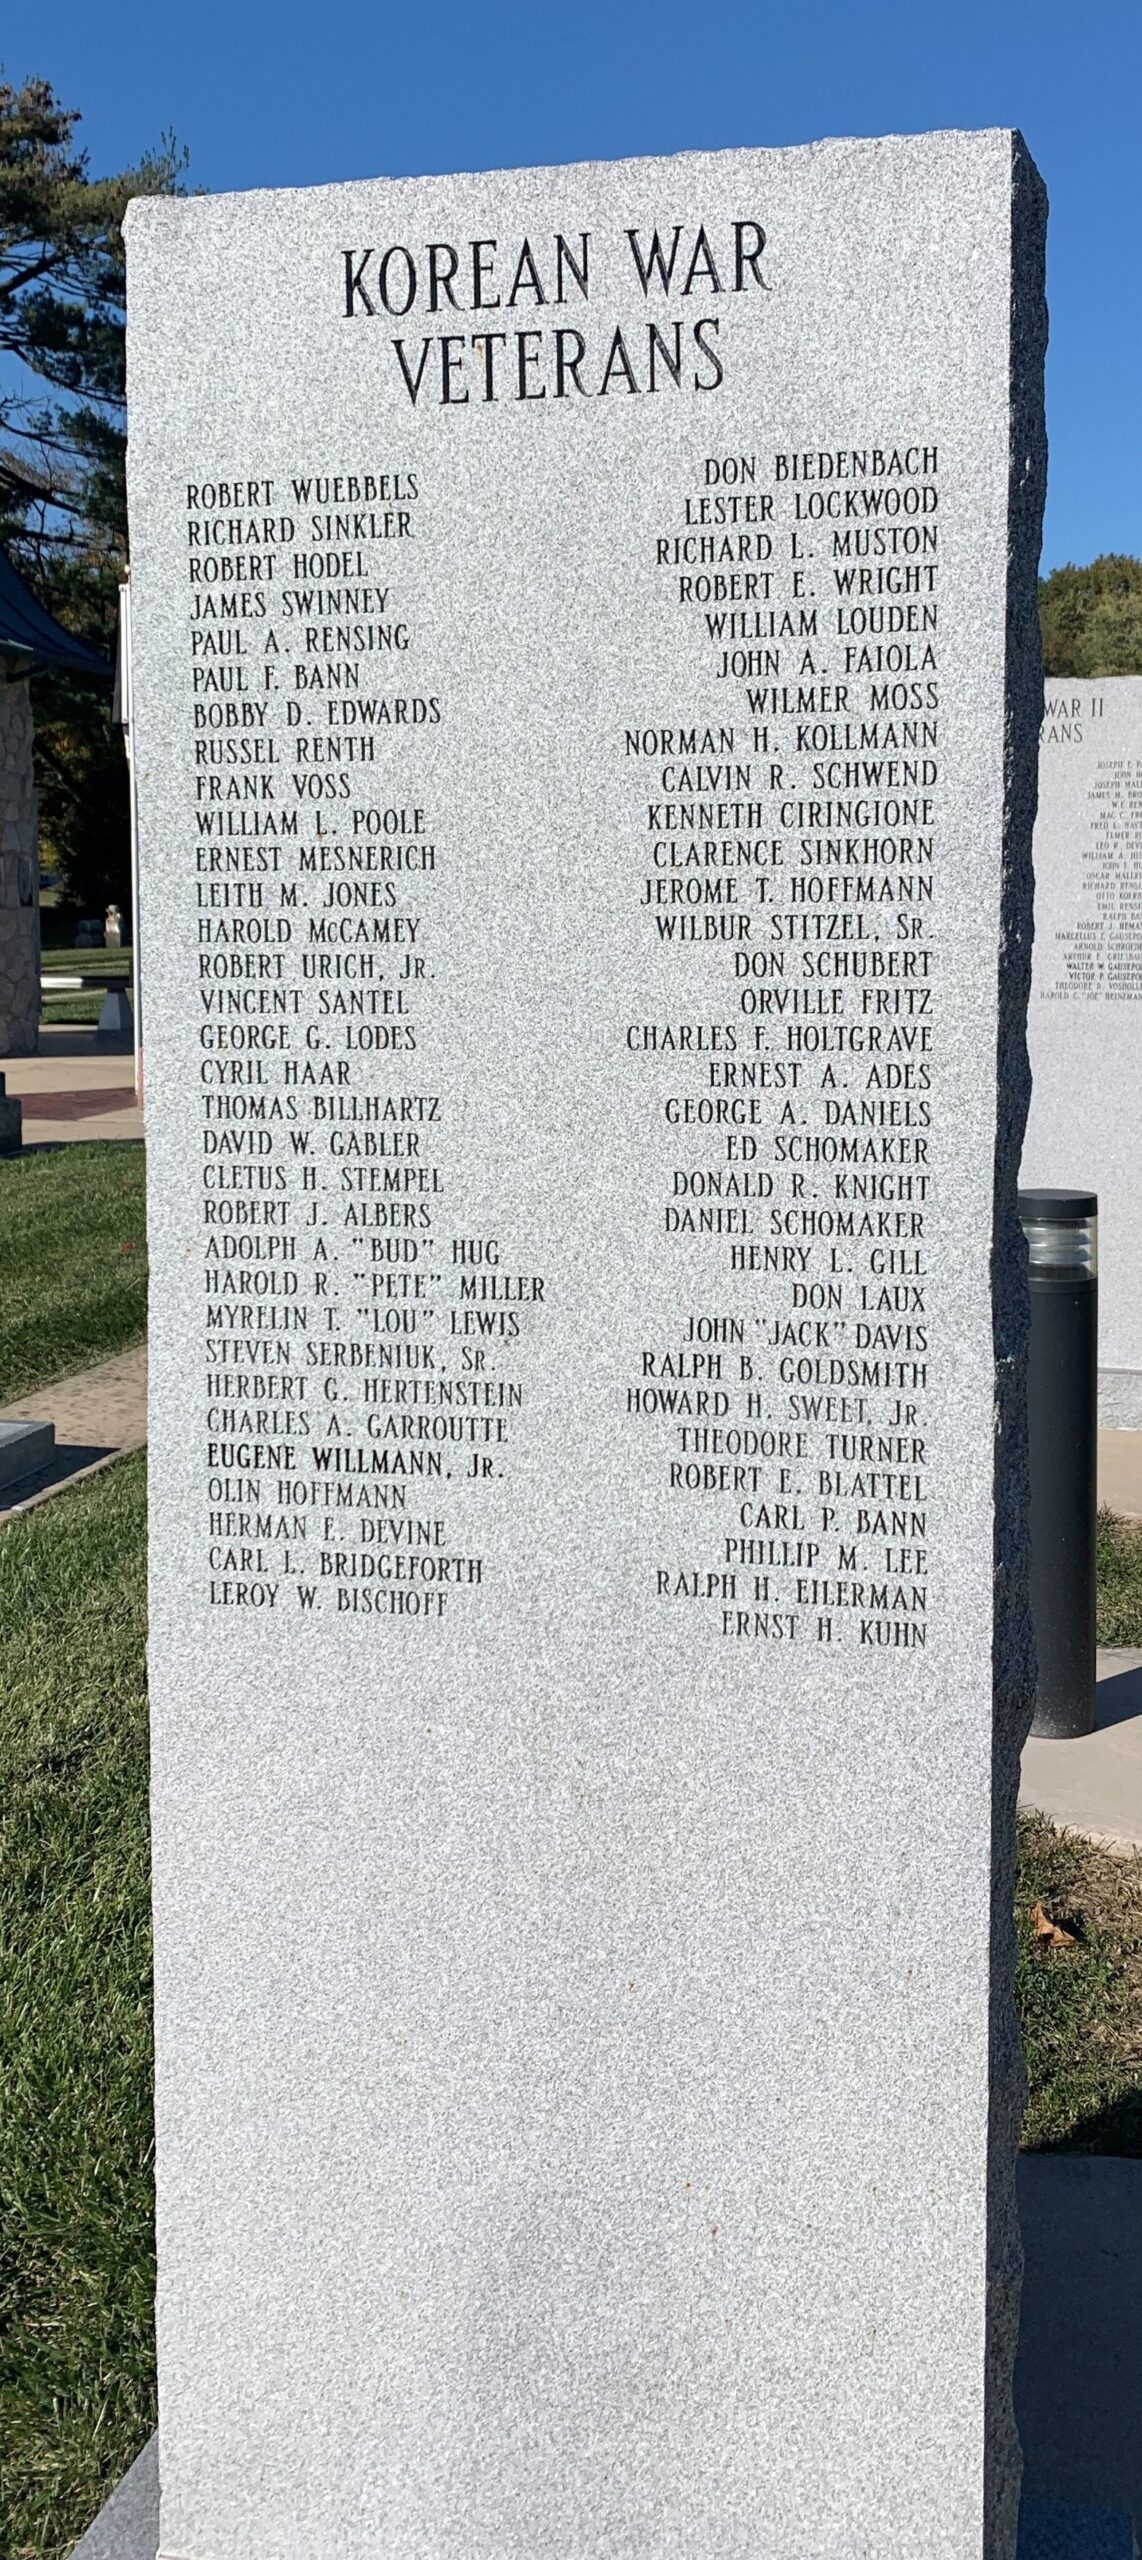 KOREAN WAR
VETERANS
ROBERT WUEBBELS
RICHARD SINKLER
ROBERT HODEL
JAMES SWINNEY
PAUL A. RENSING
PAUL F. BANN
BOBBY D. EDWARDS
RUSSEL RENTH
FRANK VOSS
WILLIAM L. POOLE
ERNEST MESNERICH
LEITH M. JONES
HAROLD McCAMEY
ROBERT URICH, JR.
VINCENT SANTEL
GEORGE G. LODES
CYRIL HAAR
THOMAS BILLHARTZ
DAVID W. GABLER
CLETUS H. STEMPEL
ROBERT J. ALBERS
ADOLPH A. "BUD" HUG
HAROLD R. "PETE" MILLER
MYRELIN T. "LOU" LEWIS
STEVEN SERBENIUK, SR.
HERBERT G. HERTENSTEIN
CHARLES A. GARROUTTE
EUGENE WILLMANN, JR.
OLIN HOFFMANN
HERMAN E. DEVINE
CARL L. BRIDGEFORTH
LEROY W. BISCHOFF
DON BIEDENBACH
LESTER LOCKWOOD
RICHARD L. MUSTON
ROBERT E. WRIGHT
WILLIAM LOUDEN
JOHN A. FAIOLA
WILMER MOSS
NORMAN H. KOLLMANN
CALVIN R. SCHWEND
KENNETH CIRINGIONE
CLARENCE SINKHORN
JEROME T. HOFFMANN
WILBUR STITZEL, SR.
DON SCHUBERT
ORVILLE FRITZ
CHARLES F. HOLTGRAVE
ERNEST A. ADES
GEORGE A. DANIELS
ED SCHOMAKER
DONALD R. KNIGHT
DANIEL SCHOMAKER
HENRY L. GILL
DON LAUX
JOHN "JACK" DAVIS
RALPH B. GOLDSMITH
HOWARD H. SWEET, JR.
THEODORE TURNER
ROBERT E. BLATTEL
CARL P. BANN
PHILLIP M. LEE
RALPH H. EILERMAN
ERNST H. KUHN
WAR II